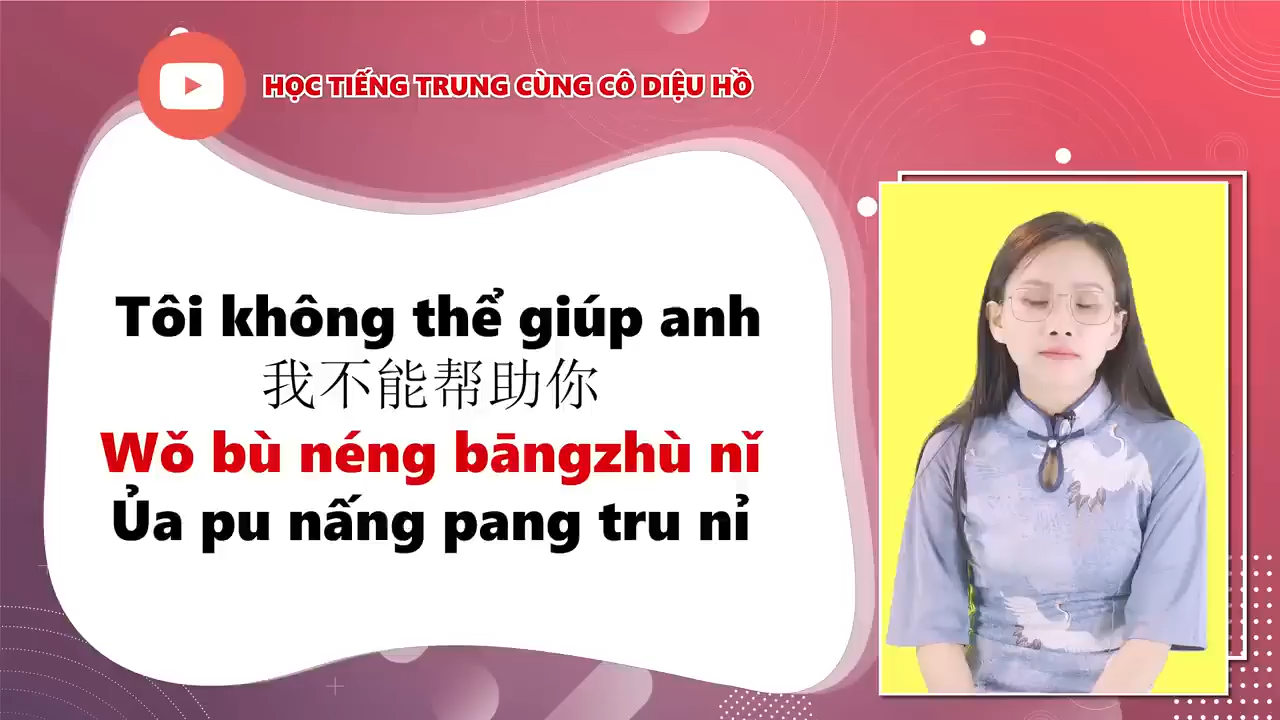 HỌC TIẾNG TRUNG CÙNG CÔ DIỆU HỒ
Tôi không thể giúp anh
我不能帮助你
Wǒ bù néng bāngzhù nǐ
Ủa pu nấng pang tru nỉ